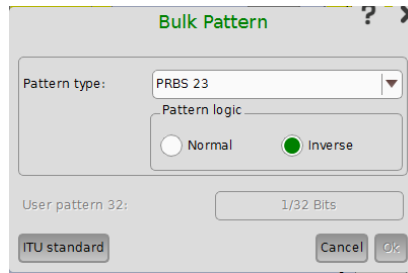 Bulk Pattern ?
Pattern type: PRBS 23
Pattern logic
Normal Inverse
User pattern 32: 1/32 Bits
ITU standard Cancel Ok